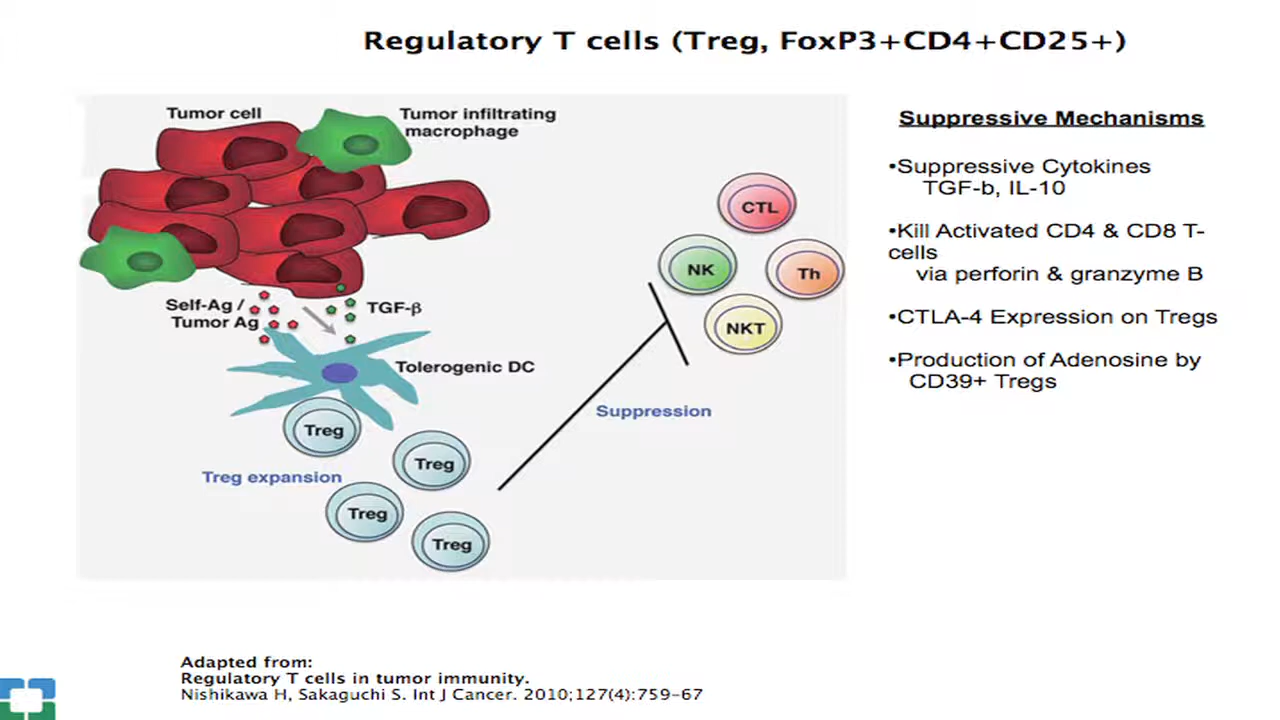 Regulatory T cells (Treg, FoxP3+CD4+CD25+)
Tumor cell
Tumor infiltrating
macrophage
Self-Ag /
Tumor Ag
TGF-β
Tolerogenic DC
Treg
Treg
Treg
Treg
Treg expansion
Suppression
CTL
NK
Th
NKT
Suppressive Mechanisms
•Suppressive Cytokines
TGF-b, IL-10
•Kill Activated CD4 & CD8 T-
cells
via perforin & granzyme B
•CTLA-4 Expression on Tregs
•Production of Adenosine by
CD39+ Tregs
Adapted from:
Regulatory T cells in tumor immunity.
Nishikawa H, Sakaguchi S. Int J Cancer. 2010;127(4):759-67